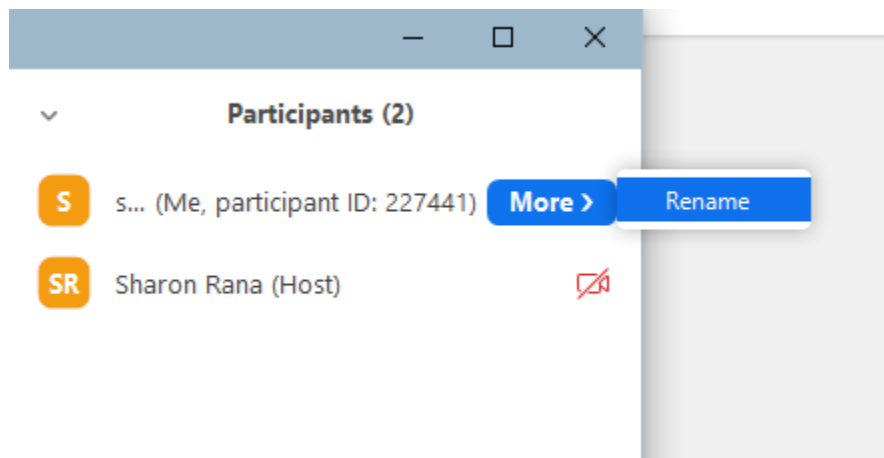 Participants (2)
S s... (Me, participant ID: 227441) More > Rename
SR Sharon Rana (Host)